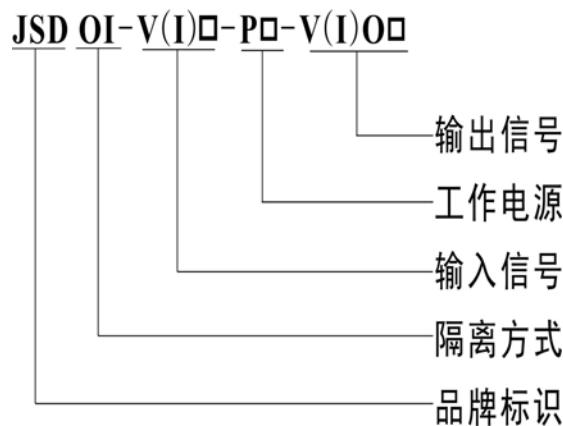 JSD OI-V(I)□-P□-V(I)O□
输出信号
工作电源
输入信号
隔离方式
品牌标识